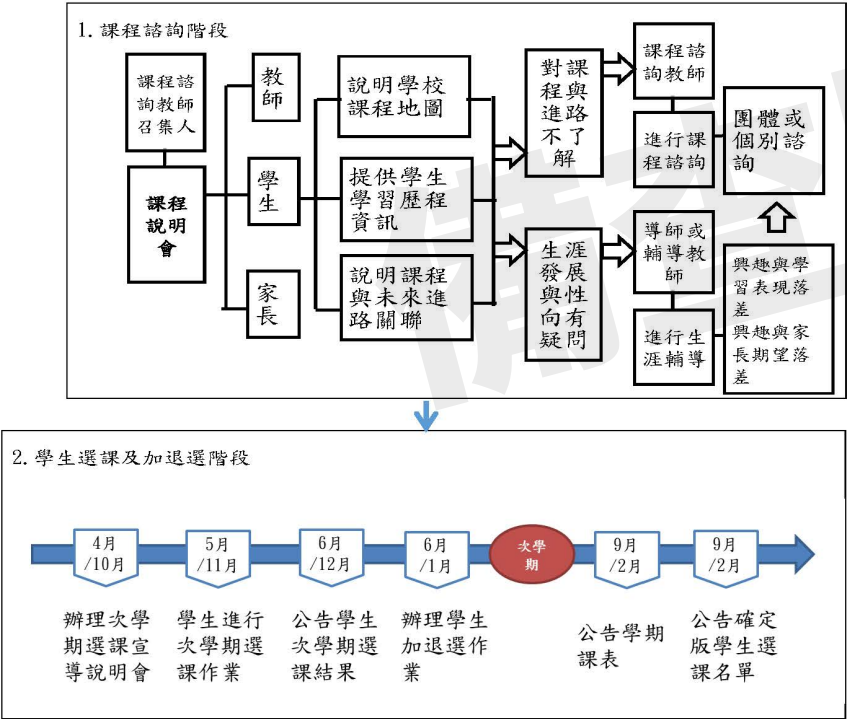 1. 課程諮詢階段
課程諮
詢教師
召集人
課程
說明
會
教
師
學
生
家
長
說明學校
課程地圖
提供學生
學習歷程
資訊
說明課程
與未來進
路關聯
對課
程與
進路
不了
解
生涯
發展
與性
向有
疑問
課程諮
詢教師
進行課
程諮詢
團體或
個別諮
詢
導師或
輔導教
師
進行生
涯輔導
興趣與學
習表現落
差
興趣與家
長期望落
差
備查
2. 學生選課及加退選階段
4月
/10月
5月
/11月
6月
/12月
6月
/1月
次學
期
9月
/2月
9月
/2月
辦理次學
期選課宣
導說明會
學生進行
次學期選
課作業
公告學生
次學期選
課結果
辦理學生
加退選作
業
公告學期
課表
公告確定
版學生選
課名單